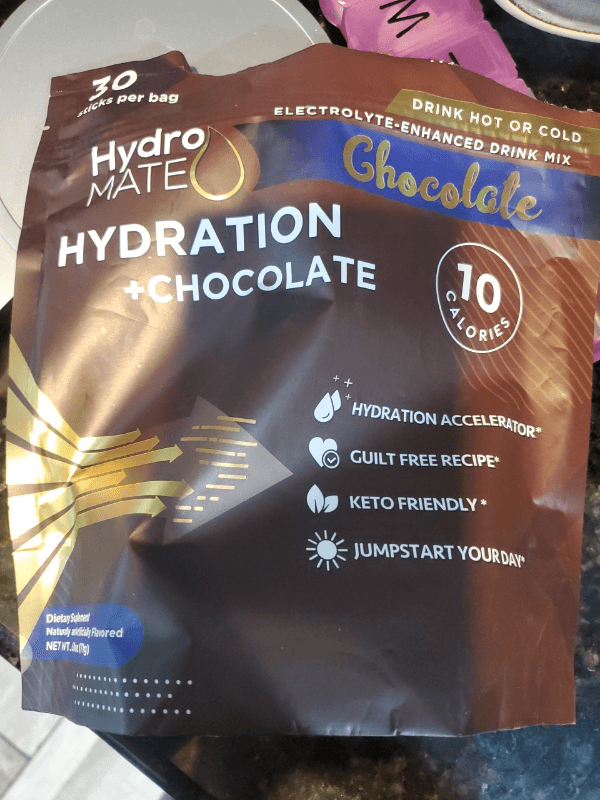 30
sticks per bag
Hydro
MATE
DRINK HOT OR COLD
ELECTROLYTE-ENHANCED DRINK MIX
Chocolate
HYDRATION
+CHOCOLATE
10
CALORIES
HYDRATION ACCELERATOR*
GUILT FREE RECIPE*
KETO FRIENDLY*
JUMPSTART YOUR DAY*
Dietary
Flavored
NET WT.
M